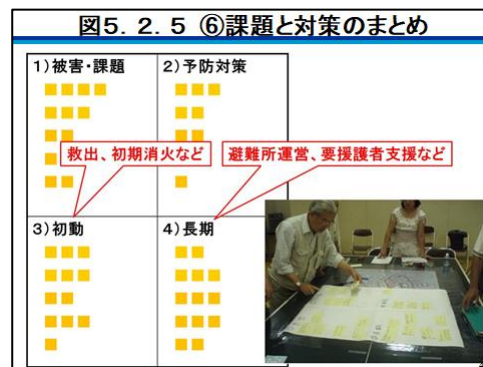 図5．2．5 ⑥課題と対策のまとめ
1)被害・課題
2)予防対策
救出、初期消火など
避難所運営、要援護者支援など
3)初動
4)長期